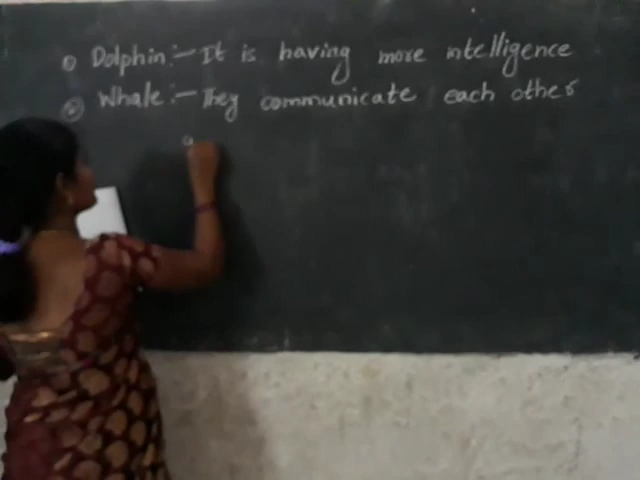 ① Dolphin:- It is having more intelligence
② Whale:- They communicate each other